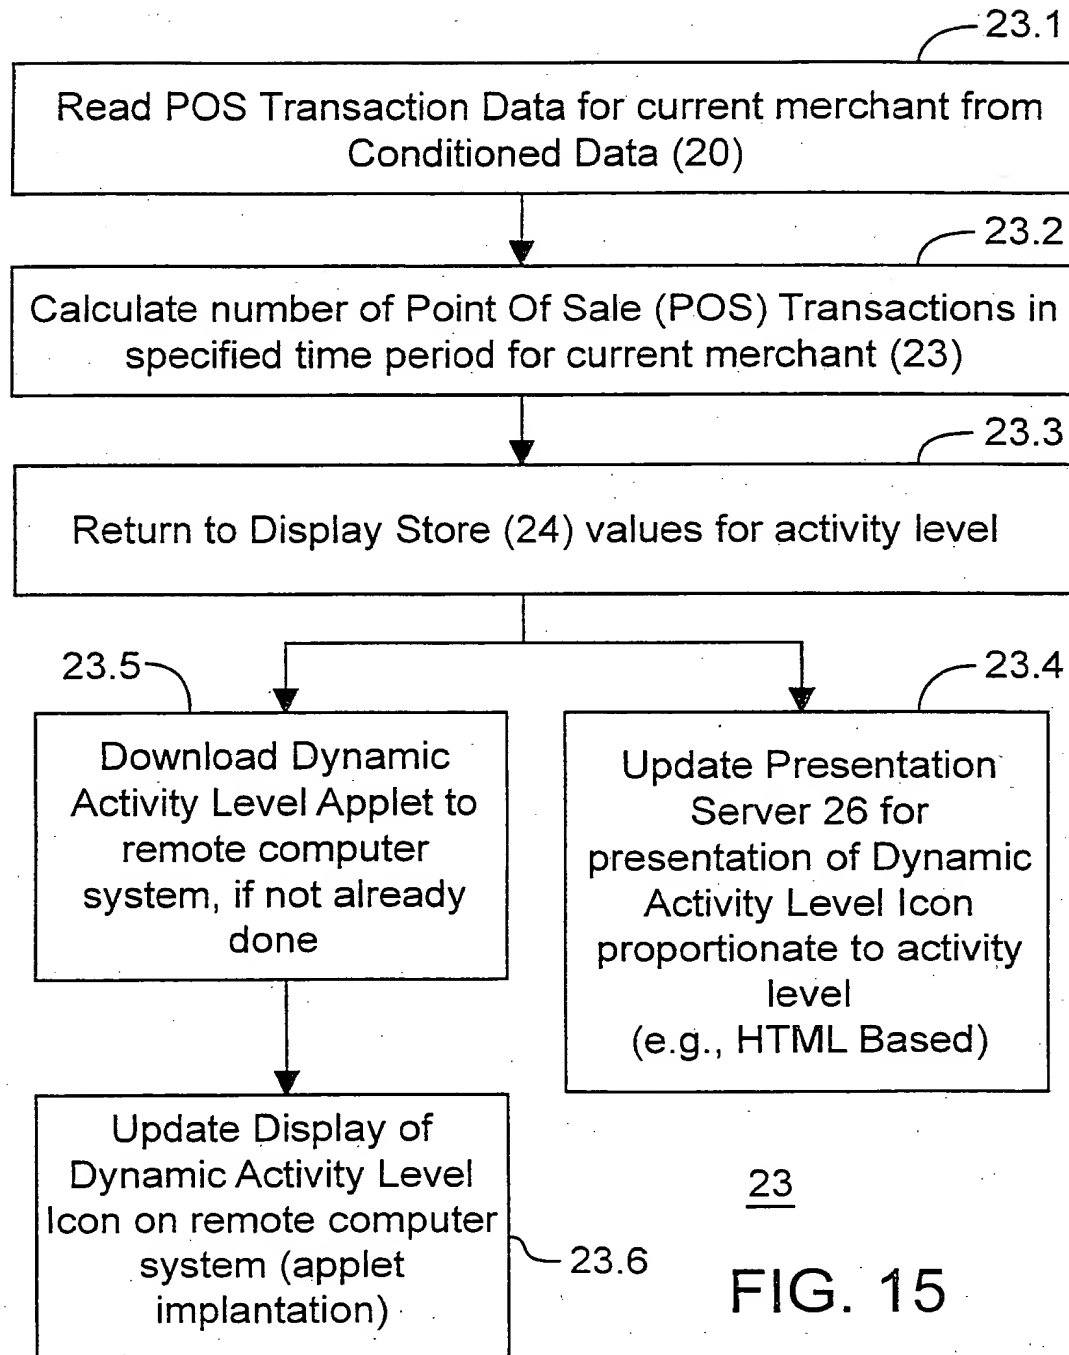 23.1
Read POS Transaction Data for current merchant from
Conditioned Data (20)
23.2
Calculate number of Point Of Sale (POS) Transactions in
specified time period for current merchant (23)
23.3
Return to Display Store (24) values for activity level
23.5
23.4
Download Dynamic
Activity Level Applet to
remote computer
system, if not already
done
Update Presentation
Server 26 for
presentation of Dynamic
Activity Level Icon
proportionate to activity
level
(e.g., HTML Based)
Update Display of
Dynamic Activity Level
Icon on remote computer
system (applet
implantation)
23.6
23
FIG. 15